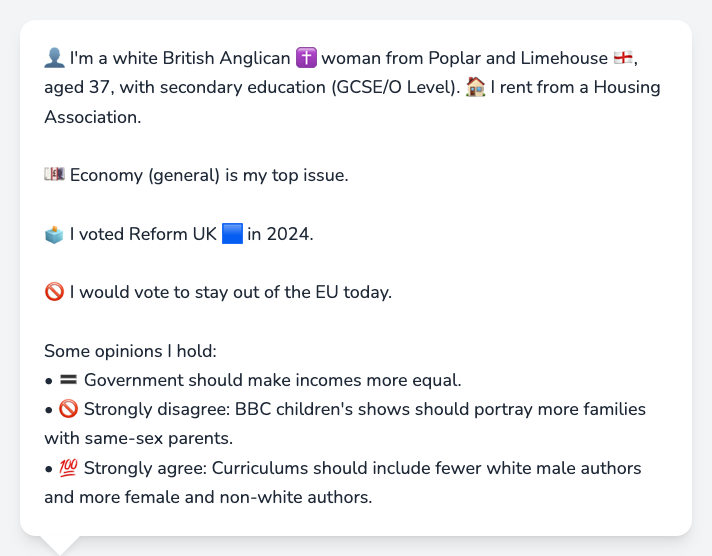 👤 I'm a white British Anglican ✝️ woman from Poplar and Limehouse 🏴󠁧󠁢󠁥󠁮󠁧󠁿,
aged 37, with secondary education (GCSE/O Level). 🏠 I rent from a Housing
Association.
💷 Economy (general) is my top issue.
🗳️ I voted Reform UK 🟦 in 2024.
🚫 I would vote to stay out of the EU today.
Some opinions I hold:
• 🟰 Government should make incomes more equal.
• 🚫 Strongly disagree: BBC children's shows should portray more families
with same-sex parents.
• 💯 Strongly agree: Curriculums should include fewer white male authors
and more female and non-white authors.